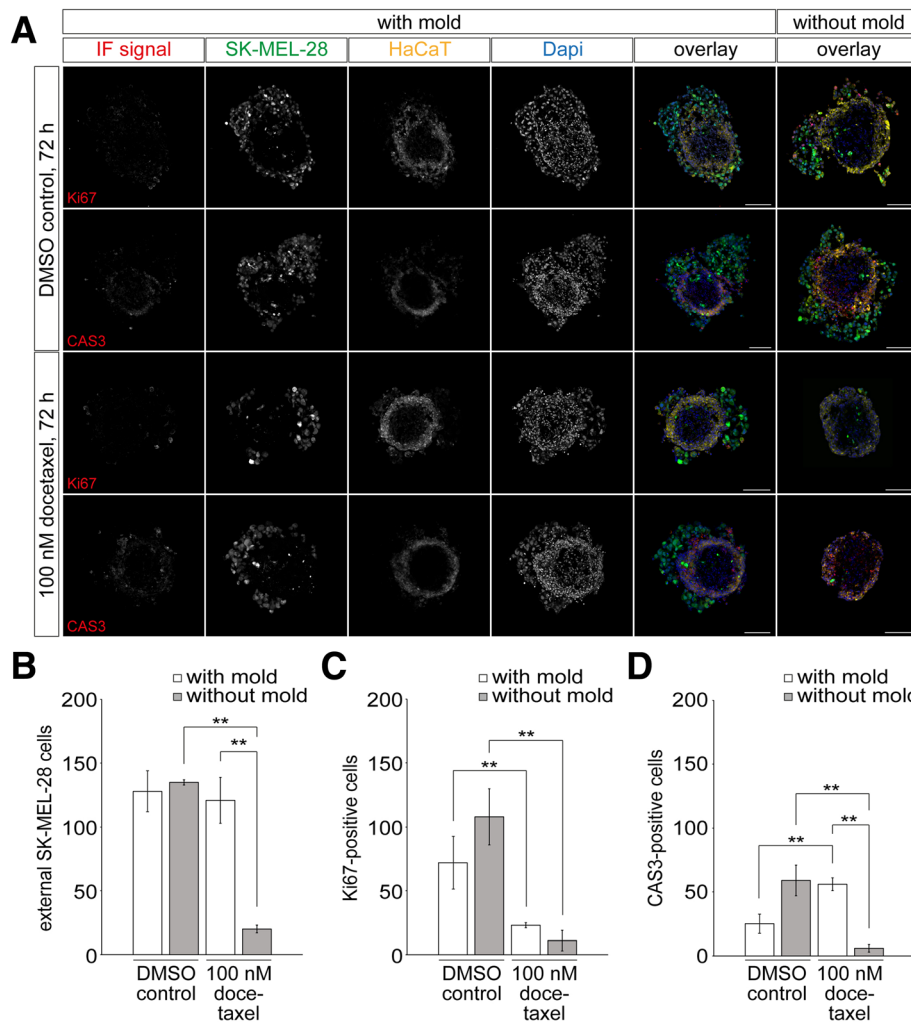 A
with mold
without mold
IF signal
SK-MEL-28
HaCaT
Dapi
overlay
overlay
DMSO control, 72 h
Ki67
CAS3
100 nM docetaxel, 72 h
Ki67
CAS3
B
with mold
without mold
external SK-MEL-28 cells
200
150
100
50
0
**
**
DMSO
control
100 nM
doce-
taxel
C
with mold
without mold
Ki67-positive cells
200
150
100
50
0
**
**
DMSO
control
100 nM
doce-
taxel
D
with mold
without mold
CAS3-positive cells
200
150
100
50
0
**
**
**
DMSO
control
100 nM
doce-
taxel